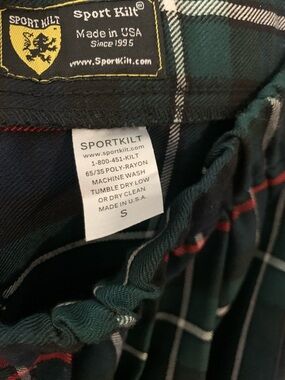 SPORT KILT
Sport Kilt®
Made in USA
Since 1995
www.SportKilt.com
SPORTKILT
www.sportkilt.com
1-800-451-KILT
65/35 POLY-RAYON
MACHINE WASH
TUMBLE DRY LOW
OR DRY CLEAN
MADE IN U.S.A.
S